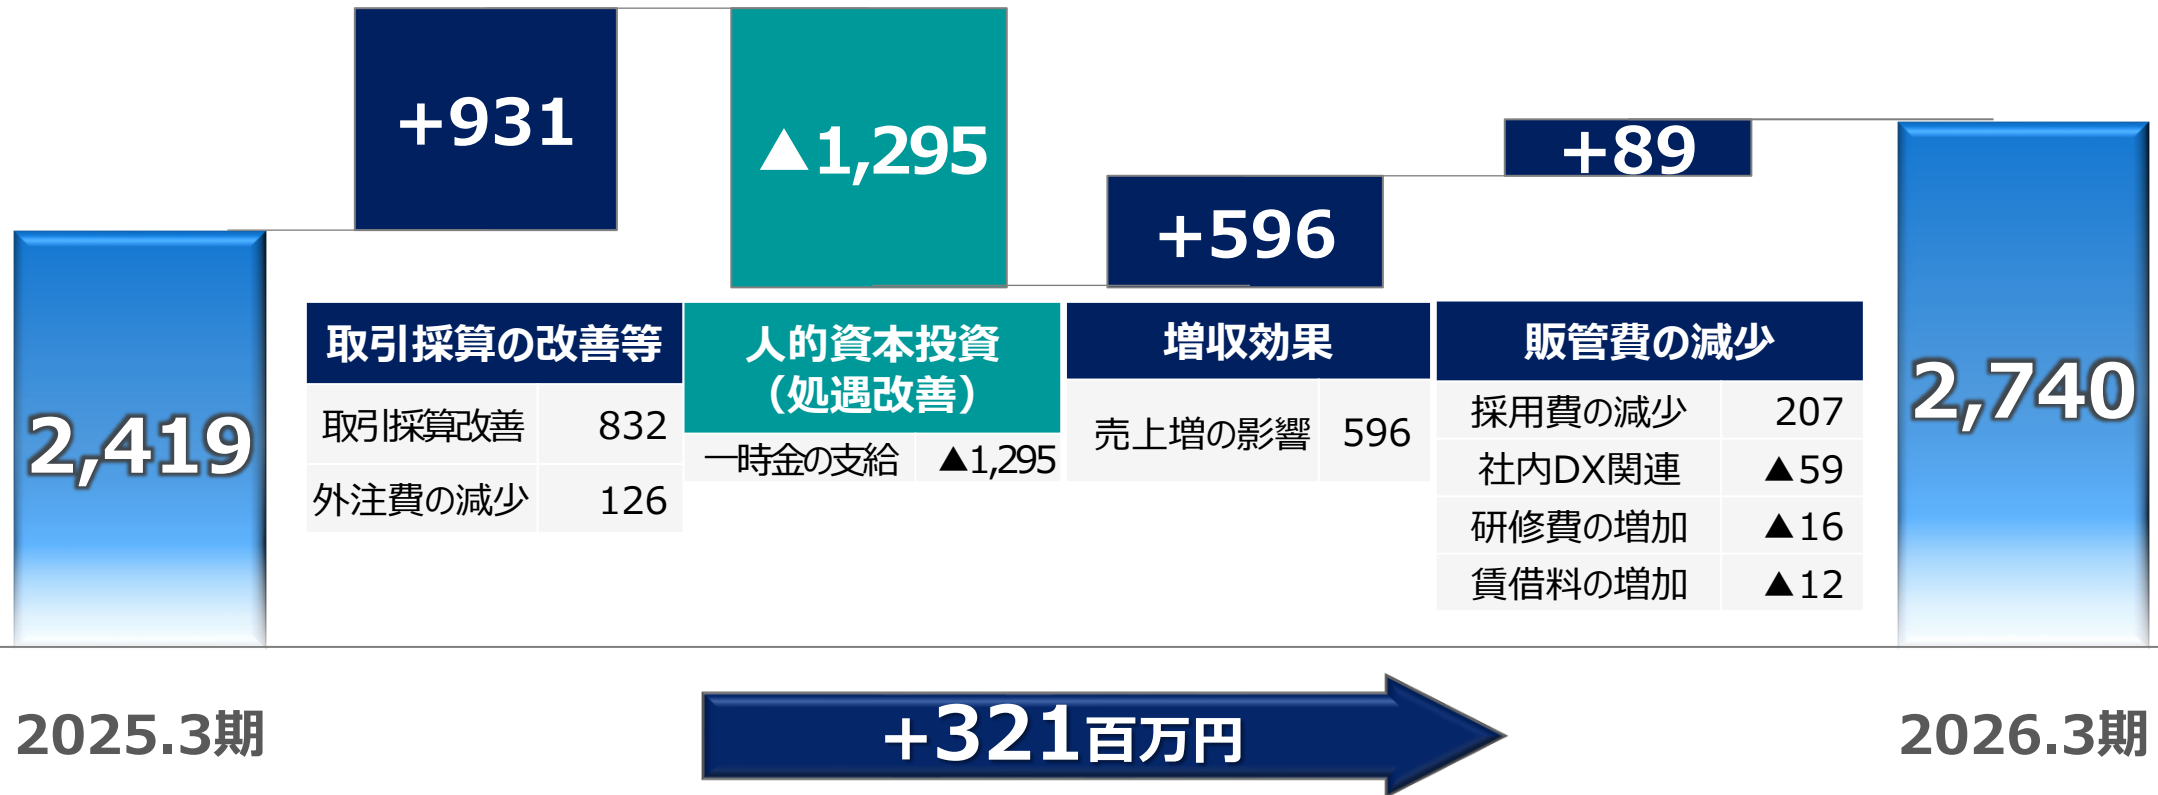 +931
▲1,295
+596
+89
2,419
2,740
取引採算の改善等
取引採算改善 832
外注費の減少 126
人的資本投資
（処遇改善）
一時金の支給 ▲1,295
増収効果
売上増の影響 596
販管費の減少
採用費の減少 207
社内DX関連 ▲59
研修費の増加 ▲16
賃借料の増加 ▲12
2025.3期
+321百万円
2026.3期